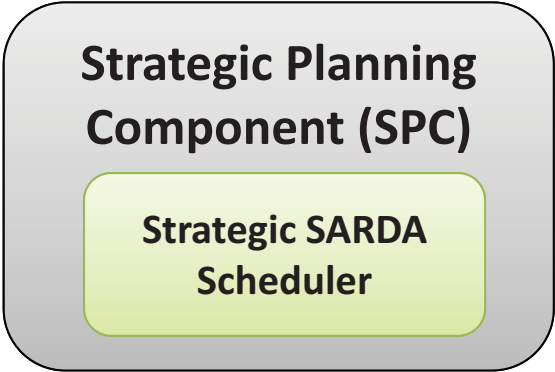 Strategic Planning
Component (SPC)
Strategic SARDA
Scheduler